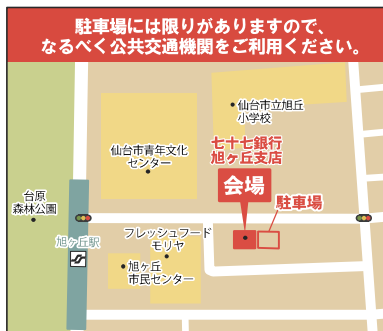 駐車場には限りがありますので、
なるべく公共交通機関をご利用ください。
仙台市立旭丘
小学校
仙台市青年文化
センター
七十七銀行
旭ヶ丘支店
会場
駐車場
台原
森林公園
旭ヶ丘駅
フレッシュフード
モリヤ
旭ヶ丘
市民センター